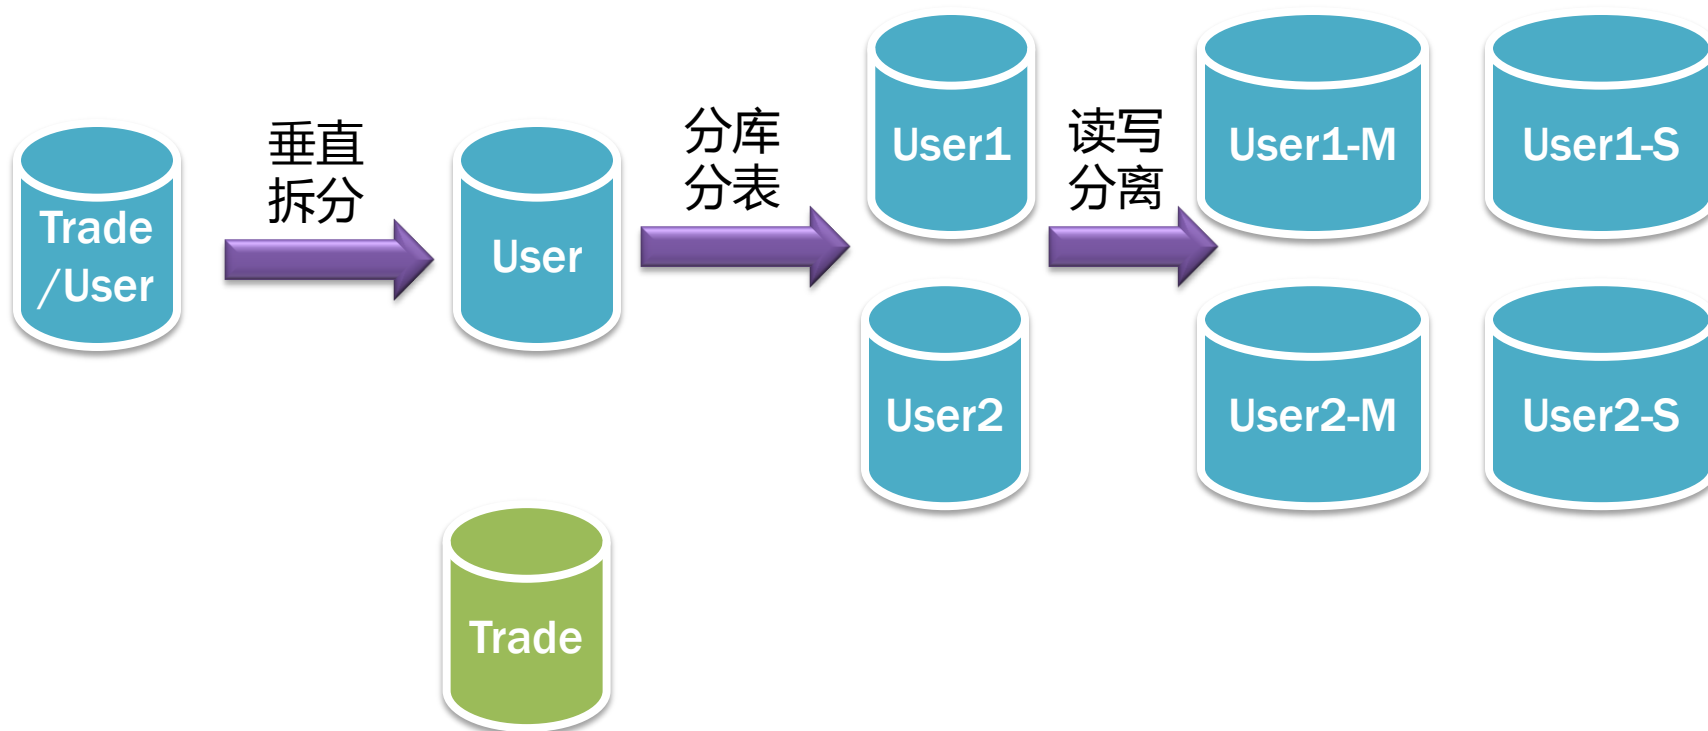 Trade
/User
垂直
拆分
User
Trade
分库
分表
User1
User2
读写
分离
User1-M
User1-S
User2-M
User2-S